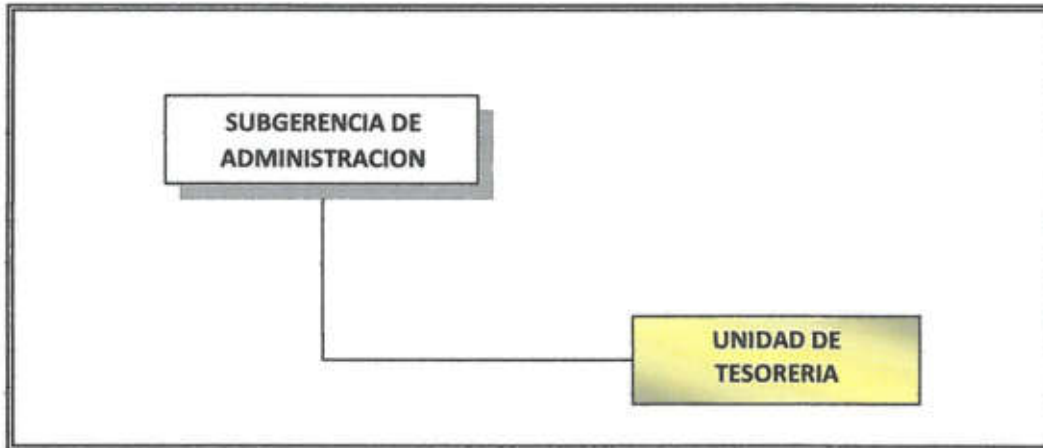 SUBGERENCIA DE
ADMINISTRACION
UNIDAD DE
TESORERIA